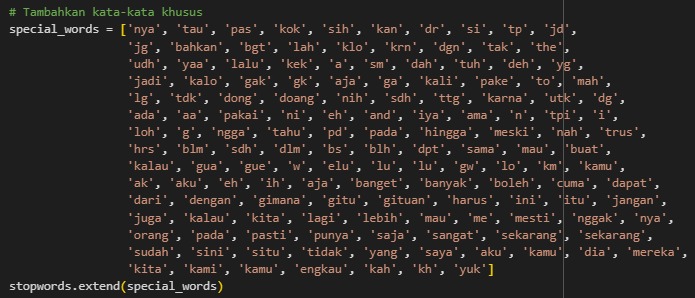 # Tambahkan kata-kata khusus
special_words = ['nya', 'tau', 'pas', 'kok', 'sih', 'kan', 'dr', 'si', 'tp', 'jd',
'jg', 'bahkan', 'bgt', 'lah', 'klo', 'krn', 'dgn', 'tak', 'the',
'udh', 'yaa', 'lalu', 'kek', 'a', 'sm', 'dah', 'tuh', 'deh', 'yg',
'jadi', 'kalo', 'gak', 'gk', 'aja', 'ga', 'kali', 'pake', 'to', 'mah',
'lg', 'tdk', 'dong', 'doang', 'nih', 'sdh', 'ttg', 'karna', 'utk', 'dg',
'ada', 'aa', 'pakai', 'ni', 'eh', 'and', 'iya', 'ama', 'n', 'tpi', 'i',
'loh', 'g', 'ngga', 'tahu', 'pd', 'pada', 'hingga', 'meski', 'nah', 'trus',
'hrs', 'blm', 'sdh', 'dlm', 'bs', 'blh', 'dpt', 'sama', 'mau', 'buat',
'kalau', 'gua', 'gue', 'w', 'elu', 'lu', 'lu', 'gw', 'lo', 'km', 'kamu',
'ak', 'aku', 'eh', 'ih', 'aja', 'banget', 'banyak', 'boleh', 'cuma', 'dapat',
'dari', 'dengan', 'gimana', 'gitu', 'gituan', 'harus', 'ini', 'itu', 'jangan',
'juga', 'kalau', 'kita', 'lagi', 'lebih', 'mau', 'me', 'mesti', 'nggak', 'nya',
'orang', 'pada', 'pasti', 'punya', 'saja', 'sangat', 'sekarang', 'sekarang',
'sudah', 'sini', 'situ', 'tidak', 'yang', 'saya', 'aku', 'kamu', 'dia', 'mereka',
'kita', 'kami', 'kamu', 'engkau', 'kah', 'kh', 'yuk']
stopwords.extend(special_words)